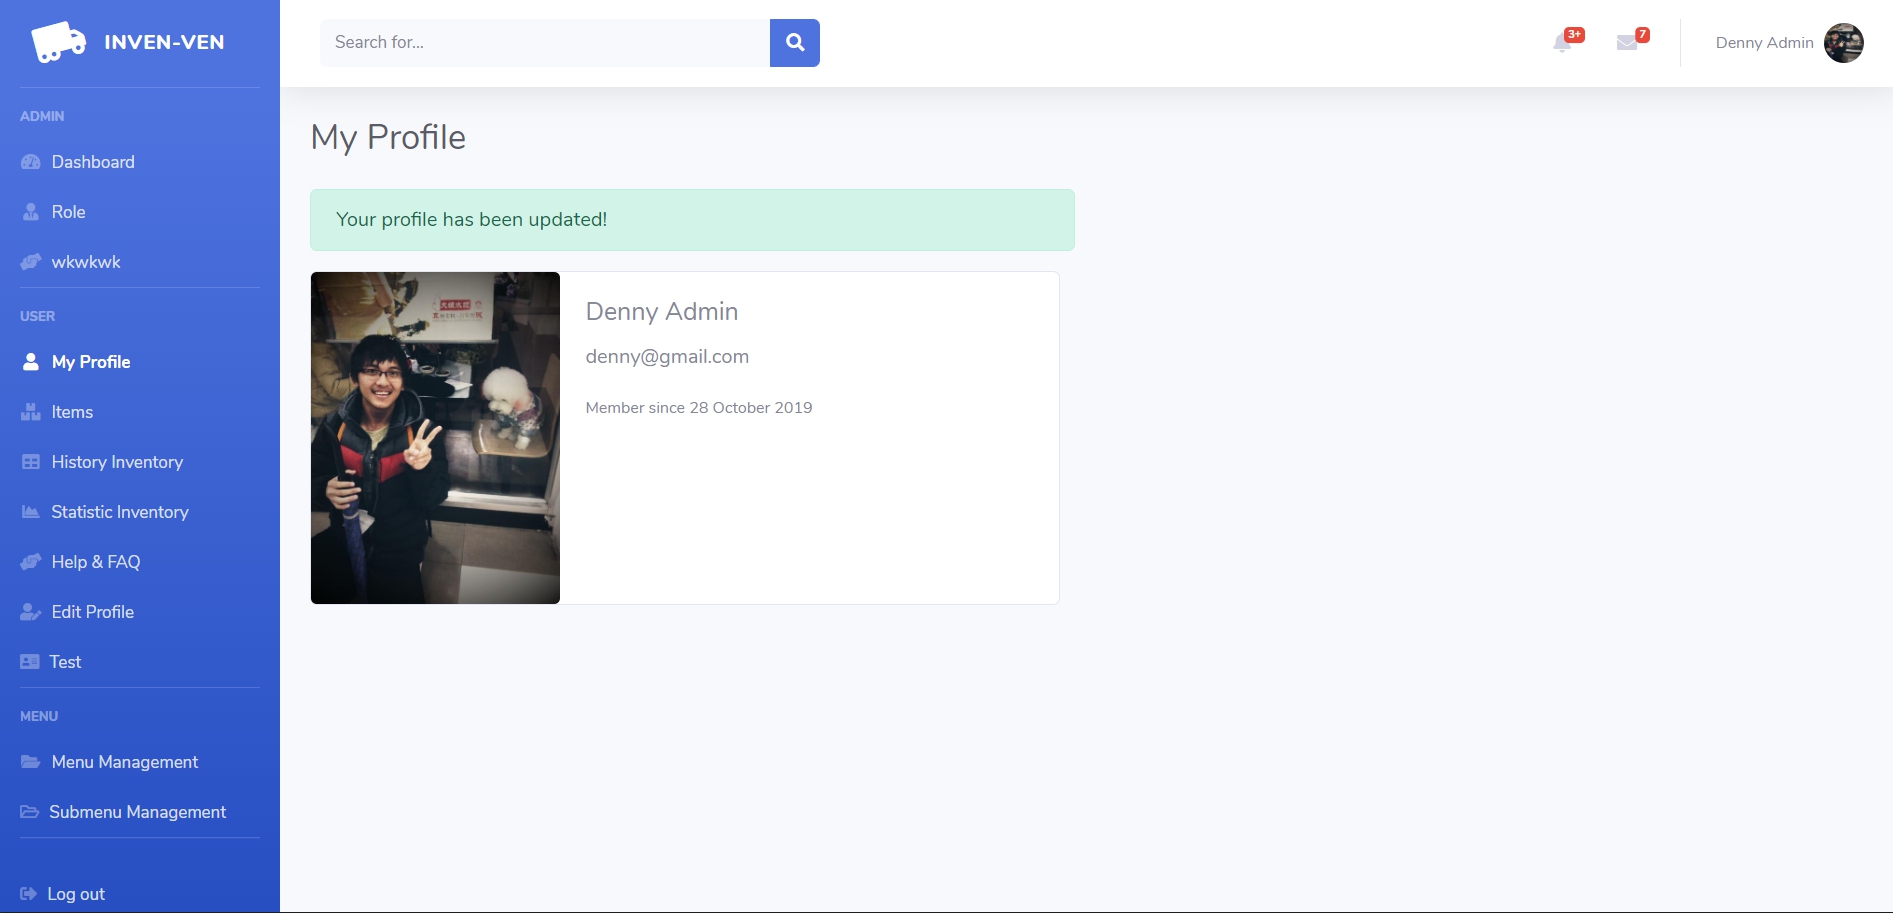 INVEN-VEN
Search for...
3+
7
Denny Admin
ADMIN
Dashboard
Role
wkwkwk
USER
My Profile
Items
History Inventory
Statistic Inventory
Help & FAQ
Edit Profile
Test
MENU
Menu Management
Submenu Management
Log out
My Profile
Your profile has been updated!
Denny Admin
denny@gmail.com
Member since 28 October 2019